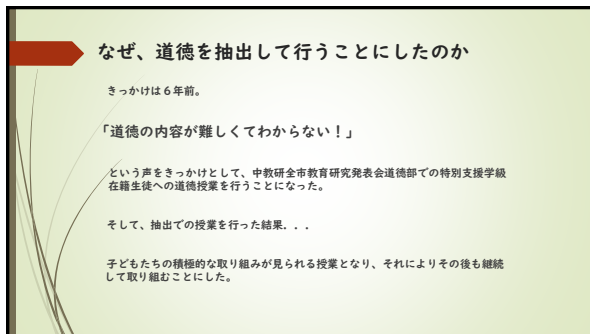 なぜ、道徳を抽出して行うことにしたのか
きっかけは６年前。
「道徳の内容が難しくてわからない！」
という声をきっかけとして、中教研全市教育研究発表会道徳部での特別支援学級
在籍生徒への道徳授業を行うことになった。
そして、抽出での授業を行った結果．．．
子どもたちの積極的な取り組みが見られる授業となり、それによりその後も継続
して取り組むことにした。